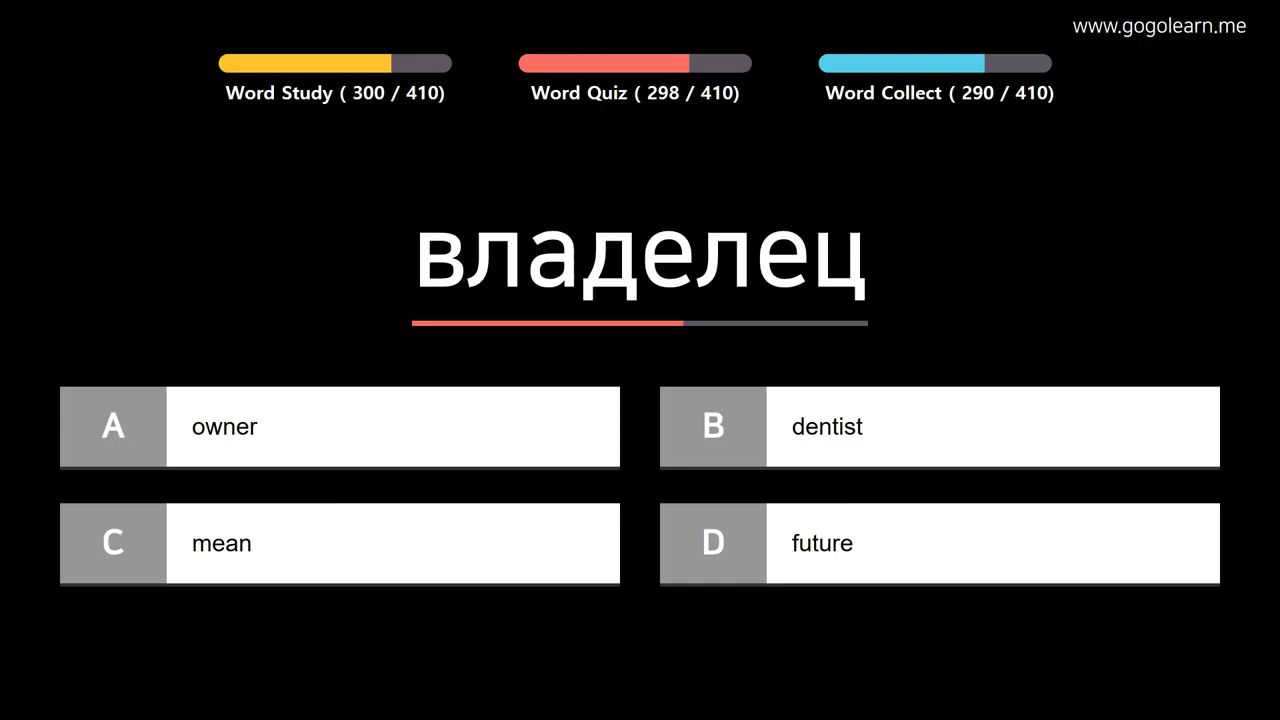 www.gogolearn.me
Word Study ( 300 / 410)
Word Quiz ( 298 / 410)
Word Collect ( 290 / 410)
владелец
A owner
B dentist
C mean
D future